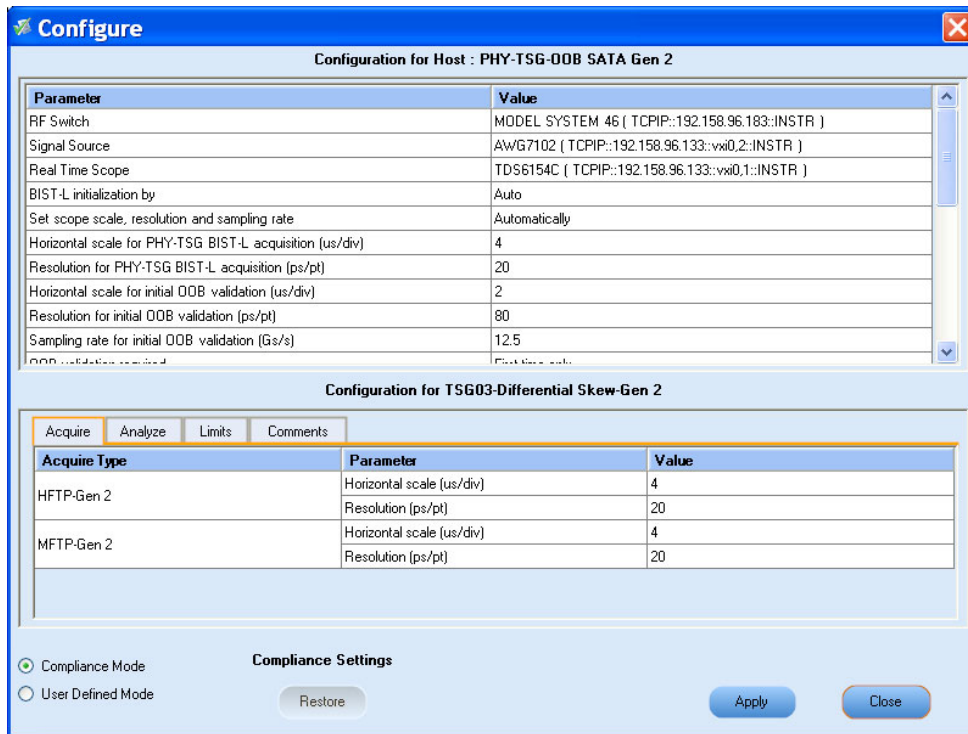 Configure
Configuration for Host : PHY-TSG-OOB SATA Gen 2
Parameter Value
RF Switch MODEL SYSTEM 46 ( TCPIP::192.158.96.183::INSTR )
Signal Source AWG7102 ( TCPIP::192.158.96.133::vxi0,2::INSTR )
Real Time Scope TDS6154C ( TCPIP::192.158.96.133::vxi0,1::INSTR )
BIST-L initialization by Auto
Set scope scale, resolution and sampling rate Automatically
Horizontal scale for PHY-TSG BIST-L acquisition (us/div) 4
Resolution for PHY-TSG BIST-L acquisition (ps/pt) 20
Horizontal scale for initial OOB validation (us/div) 2
Resolution for initial OOB validation (ps/pt) 80
Sampling rate for initial OOB validation (Gs/s) 12.5
OOB validation required First time only
Configuration for TSG03-Differential Skew-Gen 2
Acquire Analyze Limits Comments
Acquire Type Parameter Value
HFTP-Gen 2 Horizontal scale (us/div) 4
Resolution (ps/pt) 20
MFTP-Gen 2 Horizontal scale (us/div) 4
Resolution (ps/pt) 20
Compliance Mode Compliance Settings
User Defined Mode Restore Apply Close